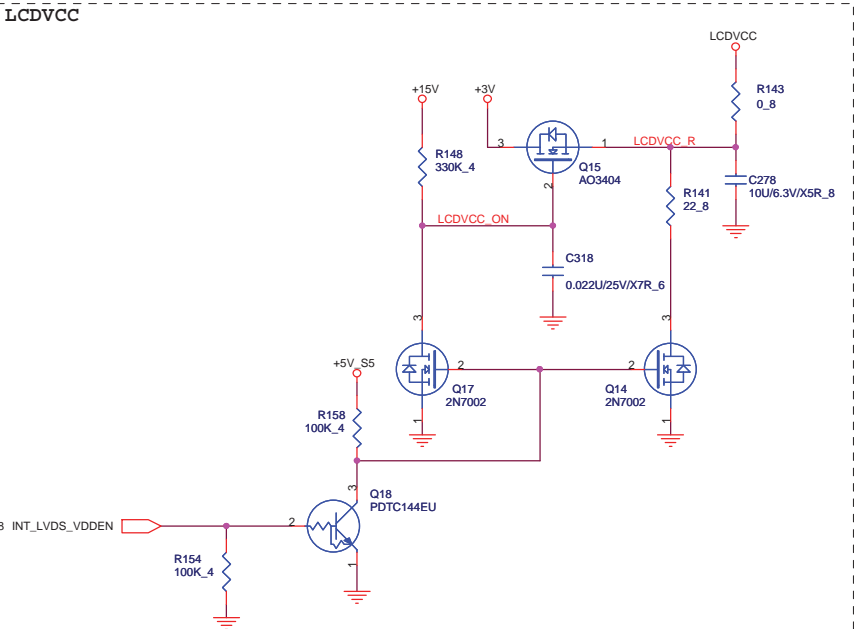 LCDVCC
LCDVCC
R143
0_8
+15V
+3V
3
1
LCDVCC_R
R148
330K_4
Q15
AO3404
2
C278
10U/6.3V/X5R_8
R141
22_8
LCDVCC_ON
C318
0.022U/25V/X7R_6
3
3
+5V_S5
2
2
Q17
2N7002
Q14
2N7002
1
1
R158
100K_4
3
Q18
PDTC144EU
8 INT_LVDS_VDDEN
2
R154
100K_4
1